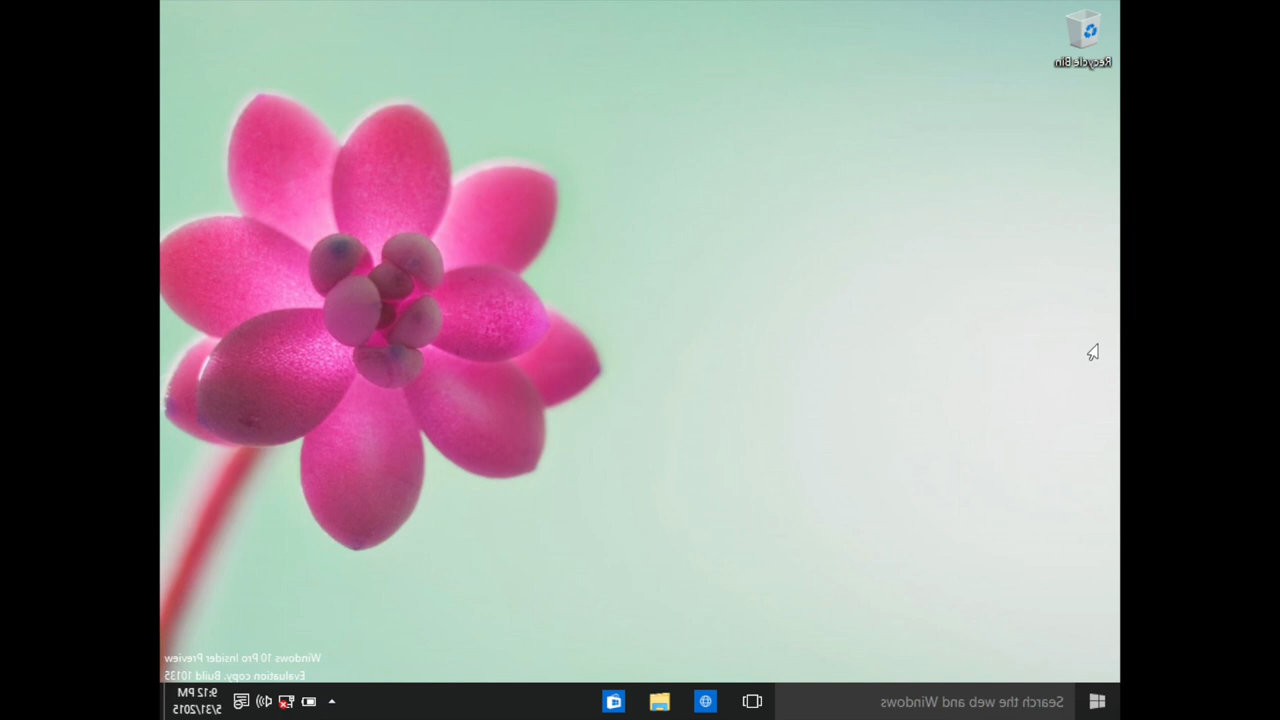 Recycle Bin
Windows 10 Pro Insider Preview
Evaluation copy. Build 10135
Search the web and Windows
9:12 PM
5/31/2015